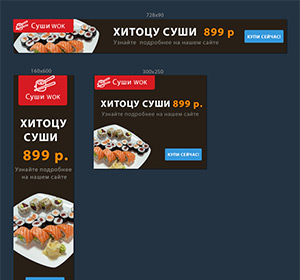 728x90
Суши WOK
ХИТОЦУ СУШИ 899 р
Узнайте подробнее на нашем сайте
КУПИ СЕЙЧАС!
160x600
Суши WOK
ХИТОЦУ
СУШИ
899 р.
Узнайте подробнее
на нашем сайте
300x250
Суши WOK
ХИТОЦУ СУШИ 899 р.
Узнайте подробнее на нашем сайте
КУПИ СЕЙЧАС!